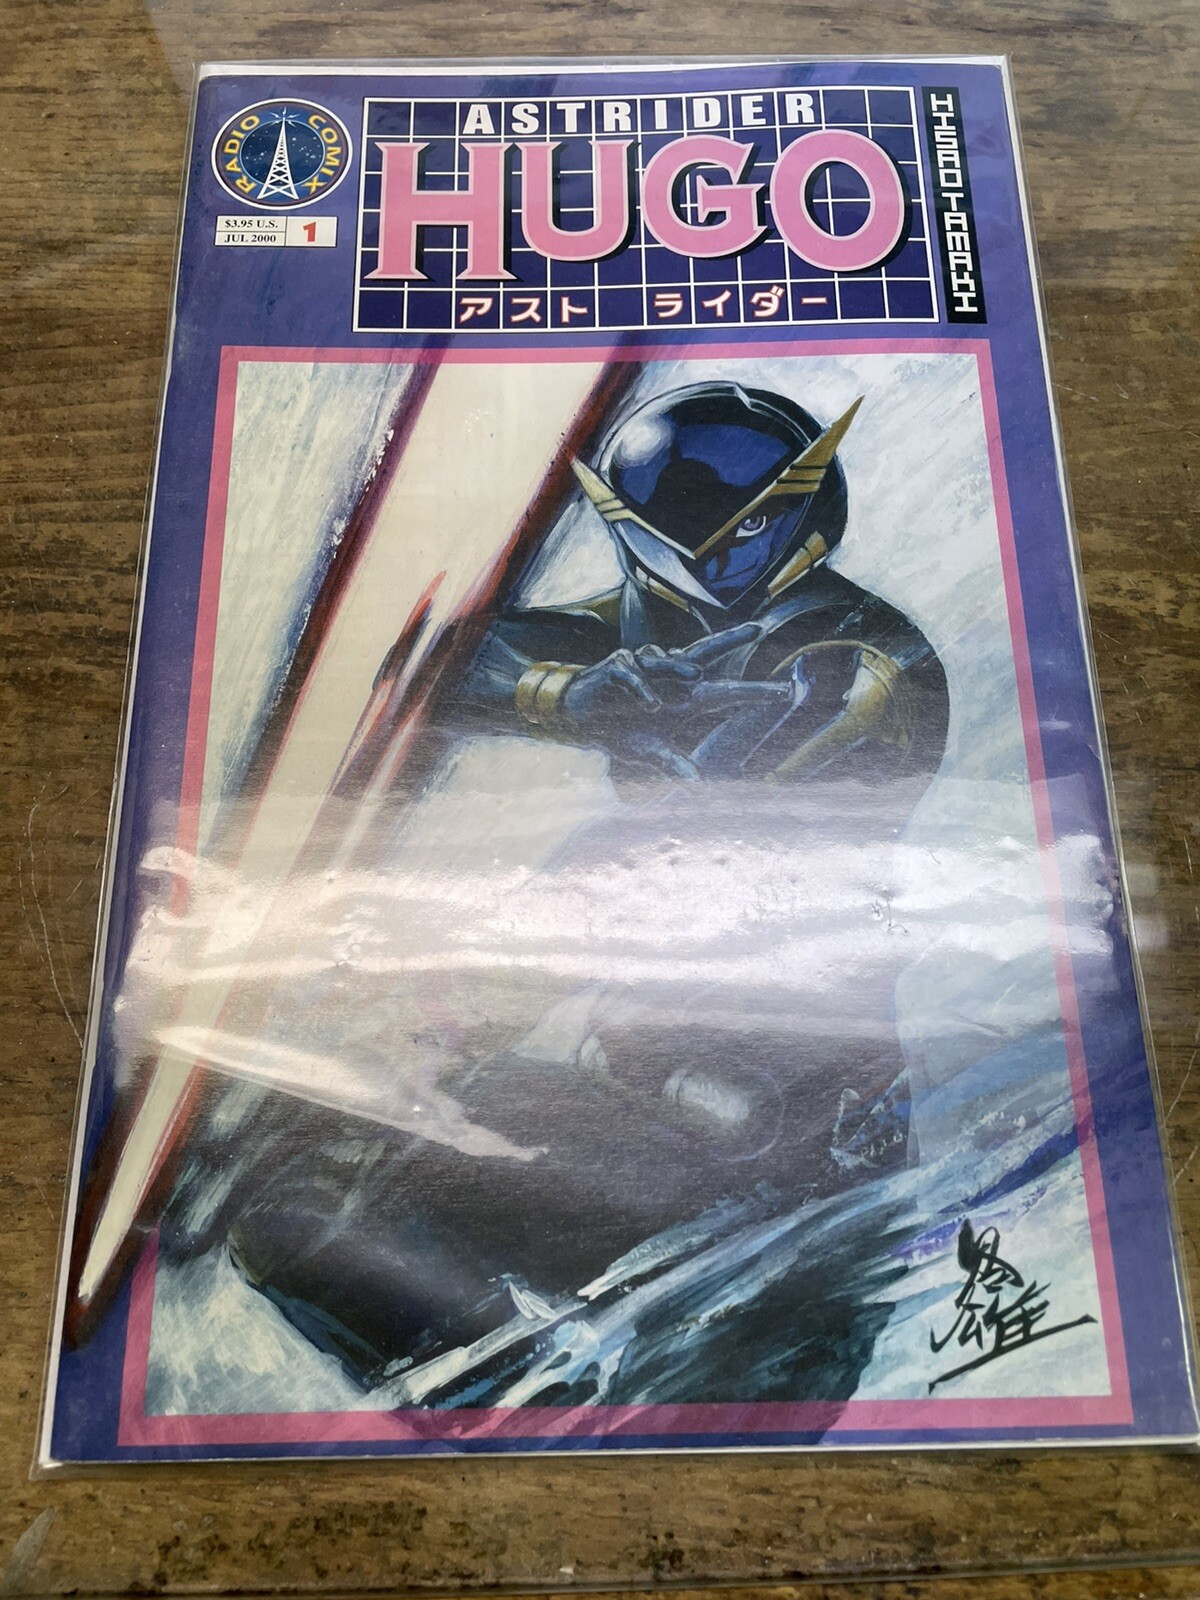 RADIO COMIX
$3.95 U.S.
JUL 2000
1
ASTRIDER
HUGO
アスト ライダー
HISAO TAMAKI